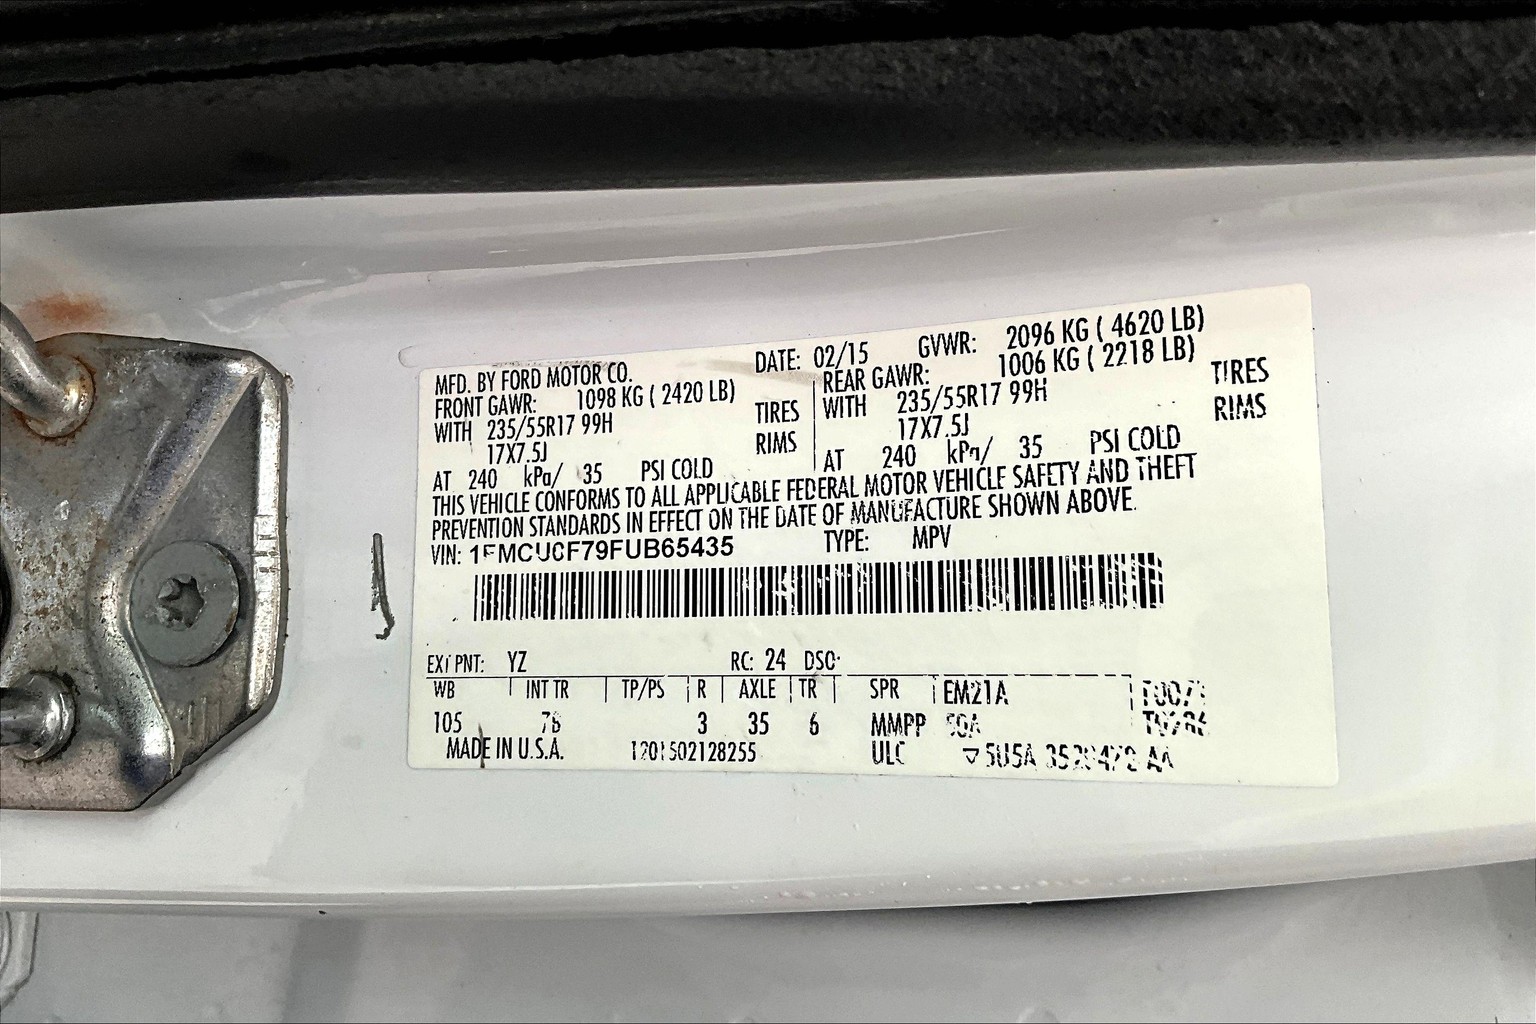 MFD. BY FORD MOTOR CO. DATE: 02/15 GVWR: 2096 KG ( 4620 LB)
FRONT GAWR: 1098 KG ( 2420 LB) REAR GAWR: 1006 KG ( 2218 LB)
WITH 235/55R17 99H TIRES WITH 235/55R17 99H TIRES
17X7.5J RIMS 17X7.5J RIMS
AT 240 kPa/ 35 PSI COLD AT 240 kPa/ 35 PSI COLD
THIS VEHICLE CONFORMS TO ALL APPLICABLE FEDERAL MOTOR VEHICLE SAFETY AND THEFT
PREVENTION STANDARDS IN EFFECT ON THE DATE OF MANUFACTURE SHOWN ABOVE.
VIN: 1FMCU0F79FUB65435 TYPE: MPV
EXT PNT: YZ RC: 24 DSO:
WB INT TR TP/PS R AXLE TR SPR EM21A
105 3 35 6 MMPP
MADE IN U.S.A. 1201502128255 ULC